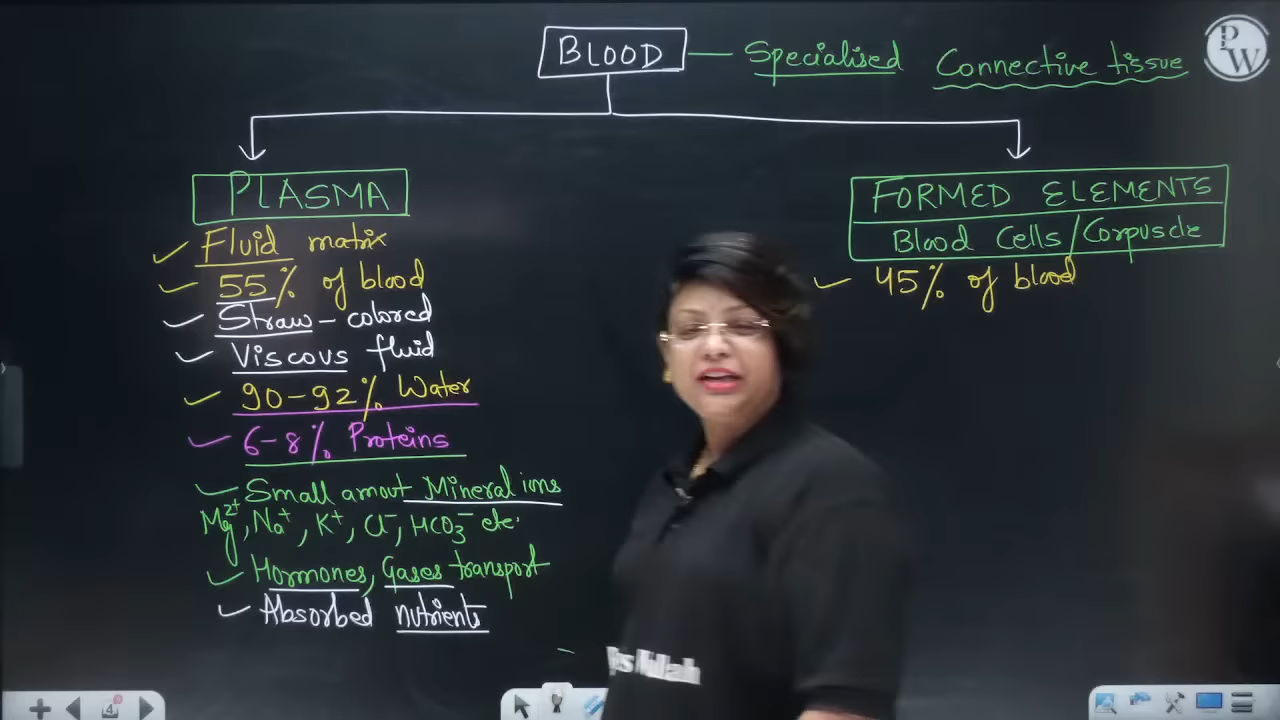 BLOOD — Specialised Connective tissue
PW
PLASMA
✓ Fluid matrix
✓ 55% of blood
✓ Straw-colored
✓ Viscous fluid
✓ 90-92% Water
✓ 6-8% Proteins
✓ Small amout Mineral ions
Mg²⁺, Na⁺, K⁺, Cl⁻, HCO₃⁻ etc.
✓ Hormones, Gases transport
✓ Absorbed nutrients
FORMED ELEMENTS
Blood Cells/Corpuscle
✓ 45% of blood
4